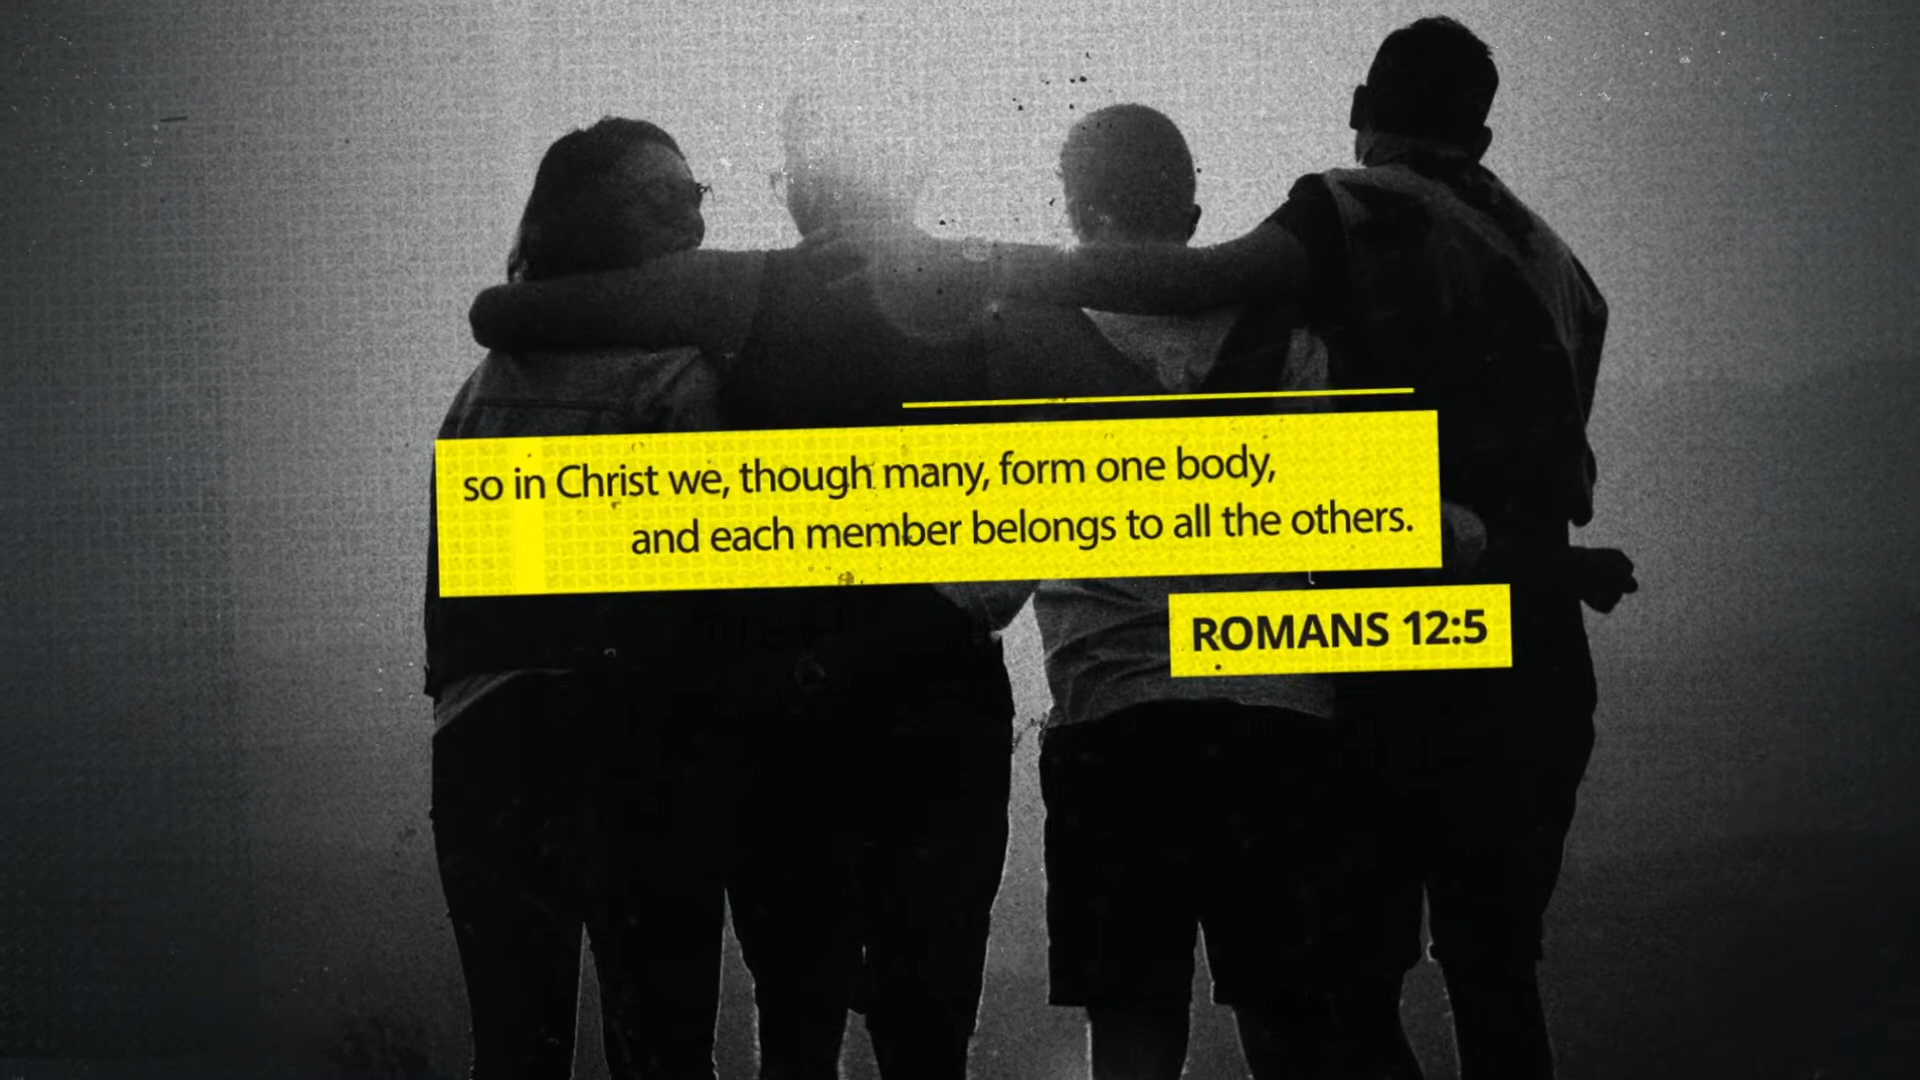 so in Christ we, though many, form one body,
and each member belongs to all the others.
ROMANS 12:5